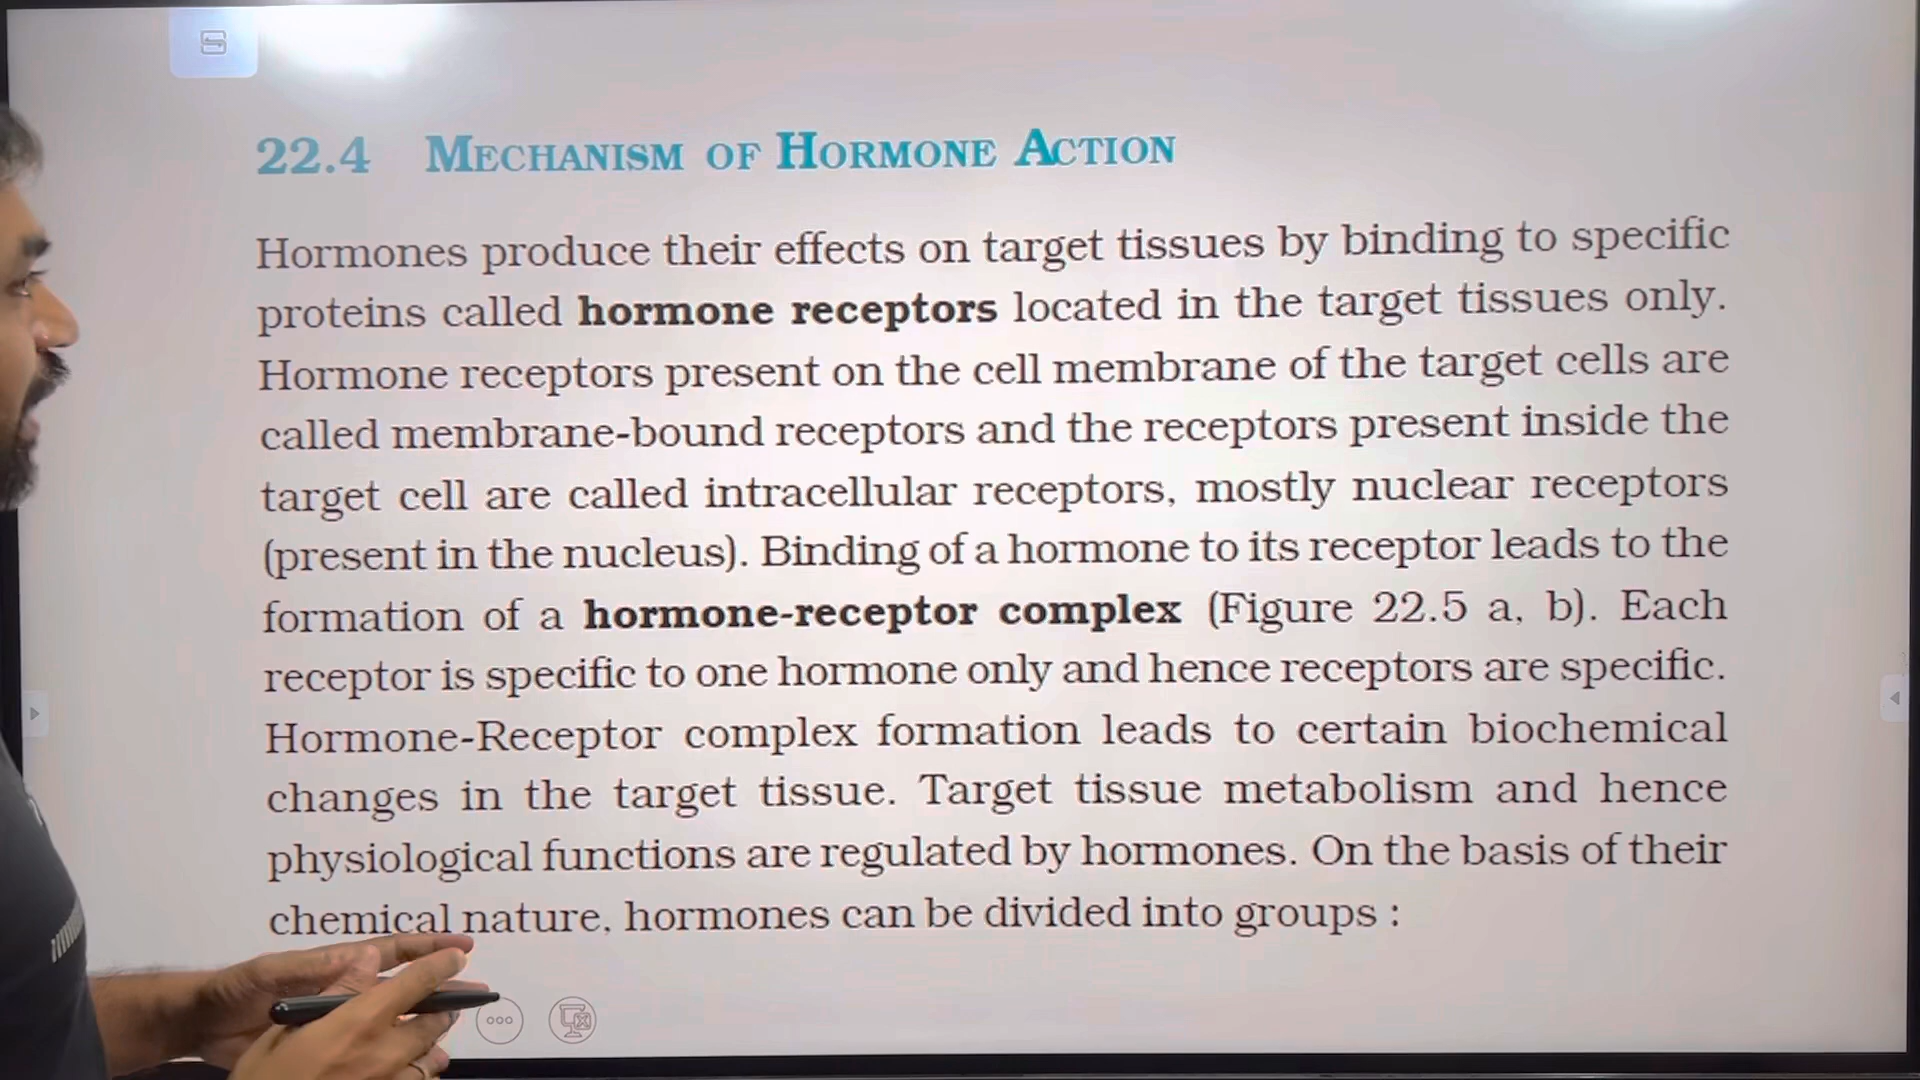 22.4 Mechanism of Hormone Action
Hormones produce their effects on target tissues by binding to specific
proteins called hormone receptors located in the target tissues only.
Hormone receptors present on the cell membrane of the target cells are
called membrane-bound receptors and the receptors present inside the
target cell are called intracellular receptors, mostly nuclear receptors
(present in the nucleus). Binding of a hormone to its receptor leads to the
formation of a hormone-receptor complex (Figure 22.5 a, b). Each
receptor is specific to one hormone only and hence receptors are specific.
Hormone-Receptor complex formation leads to certain biochemical
changes in the target tissue. Target tissue metabolism and hence
physiological functions are regulated by hormones. On the basis of their
chemical nature, hormones can be divided into groups :